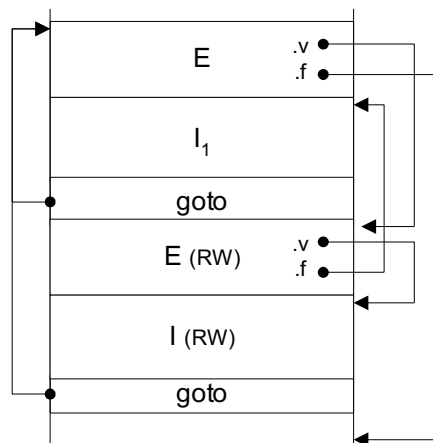 E .v
.f
I₁
goto
E (RW) .v
.f
I (RW)
goto